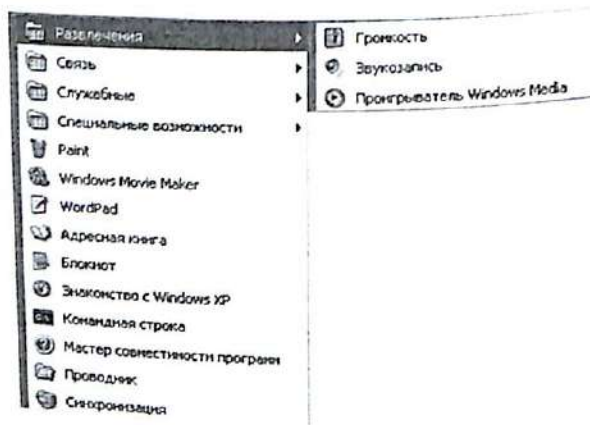 Развлечения
Связь
Служебные
Специальные возможности
Paint
Windows Movie Maker
WordPad
Адресная книга
Блокнот
Знакомство с Windows XP
Командная строка
Мастер совместимости программ
Проводник
Синхронизация
Громкость
Звукозапись
Проигрыватель Windows Media